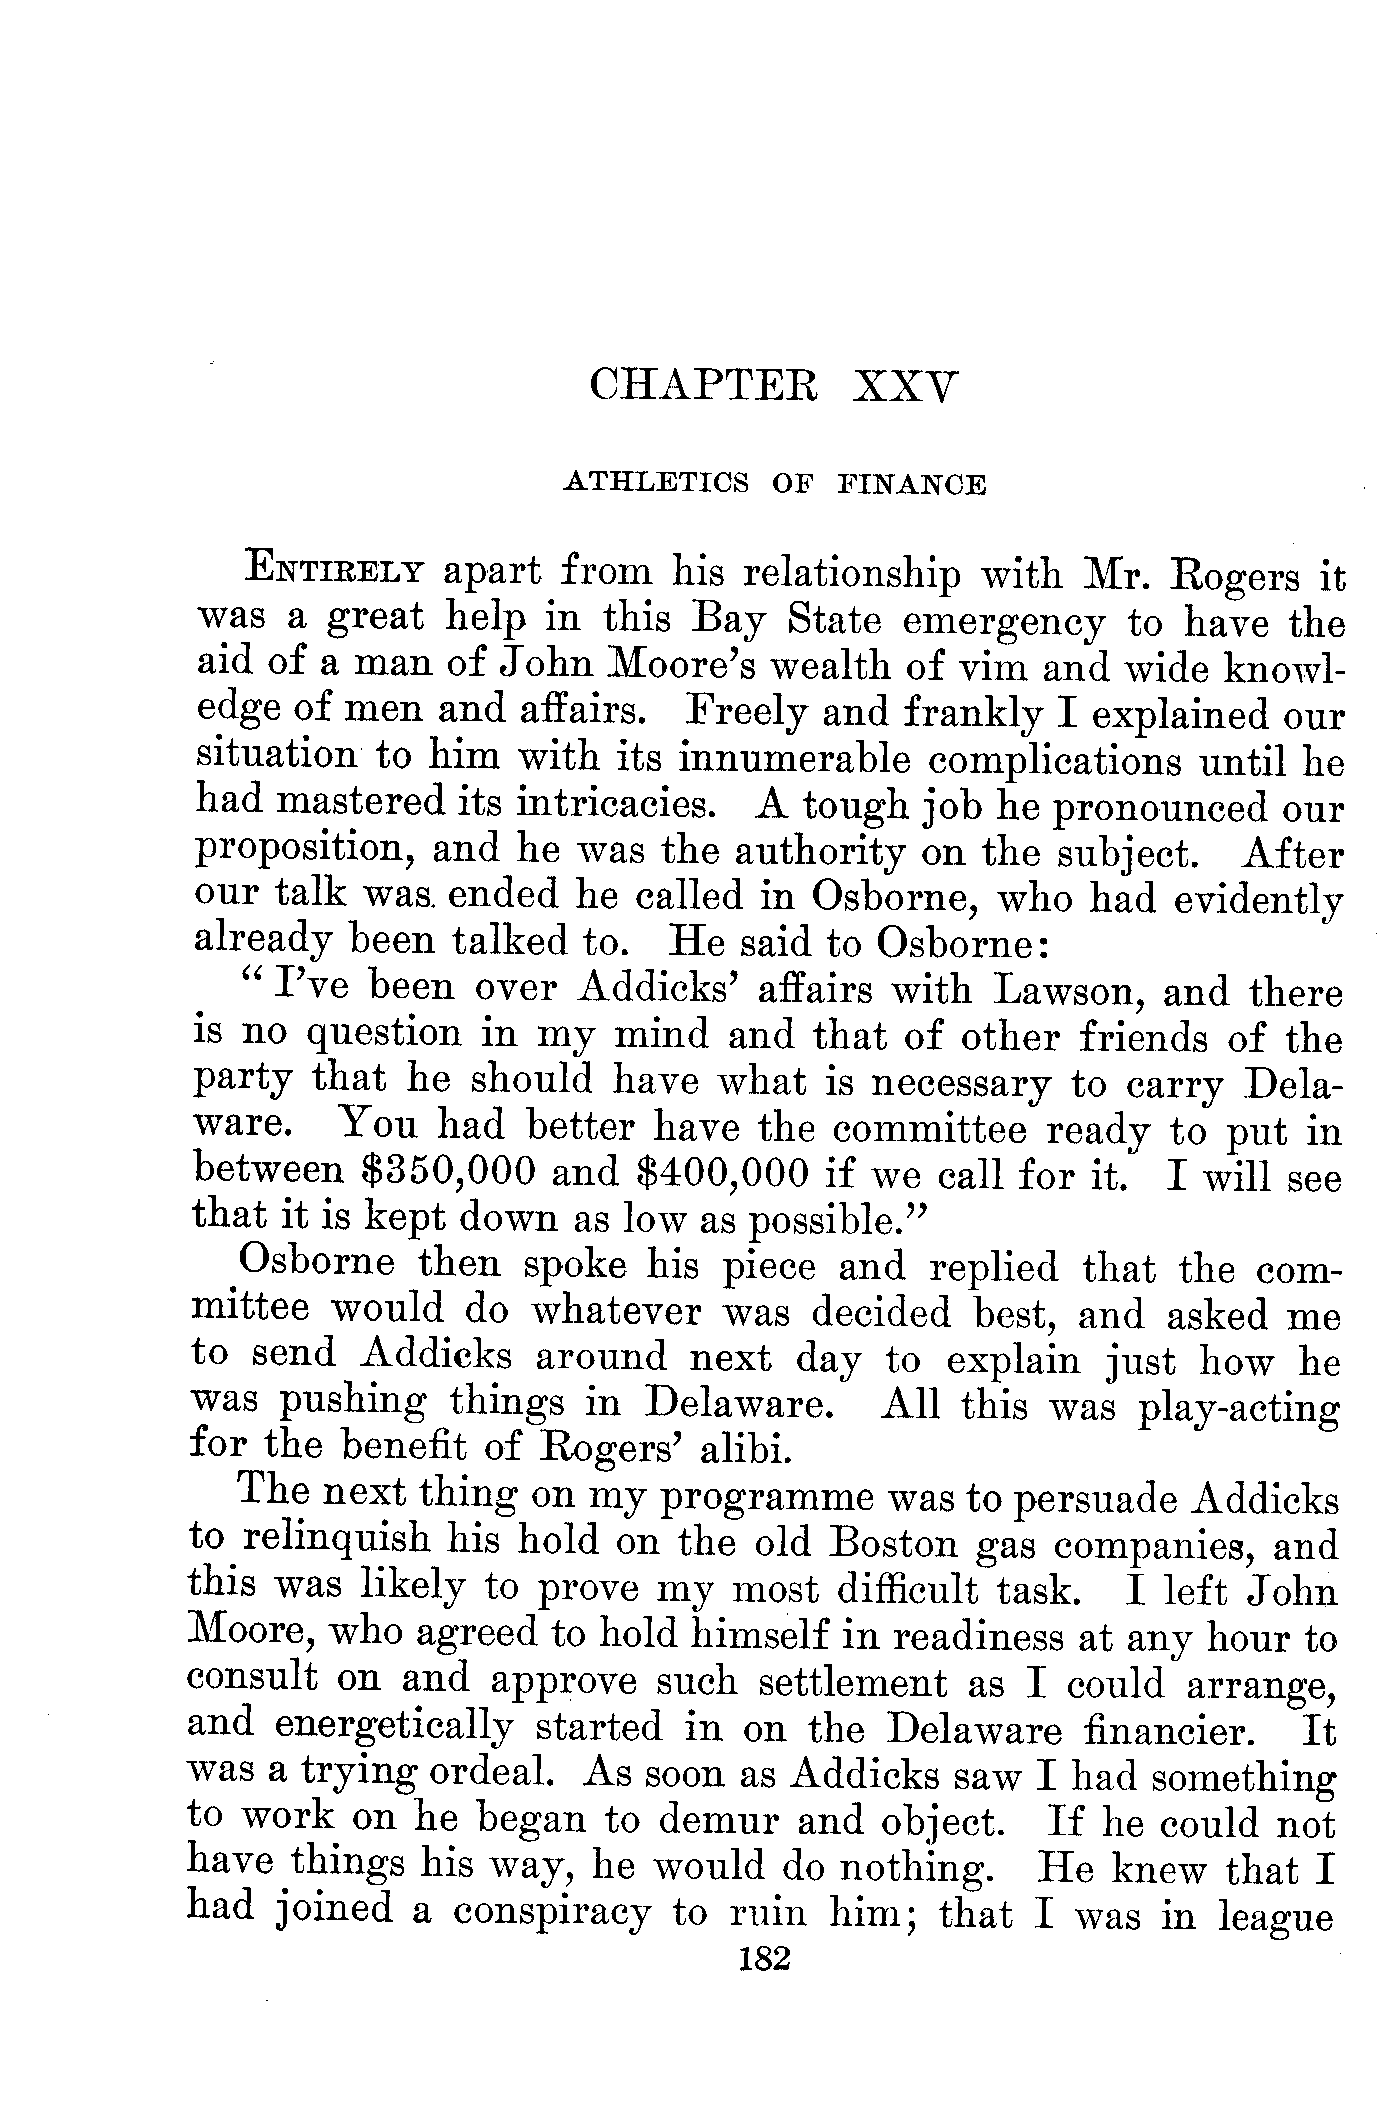 CHAPTER XXV
ATHLETICS OF FINANCE
ENTIRELY apart from his relationship with Mr. Rogers it
was a great help in this Bay State emergency to have the
aid of a man of John Moore's wealth of vim and wide knowl-
edge of men and affairs. Freely and frankly I explained our
situation to him with its innumerable complications until he
had mastered its intricacies. A tough job he pronounced our
proposition, and he was the authority on the subject. After
our talk was. ended he called in Osborne, who had evidently
already been talked to. He said to Osborne:
“ I've been over Addicks' affairs with Lawson, and there
is no question in my mind and that of other friends of the
party that he should have what is necessary to carry Dela-
ware. You had better have the committee ready to put in
between $350,000 and $400,000 if we call for it. I will see
that it is kept down as low as possible.”
Osborne then spoke his piece and replied that the com-
mittee would do whatever was decided best, and asked me
to send Addicks around next day to explain just how he
was pushing things in Delaware. All this was play-acting
for the benefit of Rogers' alibi.
The next thing on my programme was to persuade Addicks
to relinquish his hold on the old Boston gas companies, and
this was likely to prove my most difficult task. I left John
Moore, who agreed to hold himself in readiness at any hour to
consult on and approve such settlement as I could arrange,
and energetically started in on the Delaware financier. It
was a trying ordeal. As soon as Addicks saw I had something
to work on he began to demur and object. If he could not
have things his way, he would do nothing. He knew that I
had joined a conspiracy to ruin him; that I was in league
182